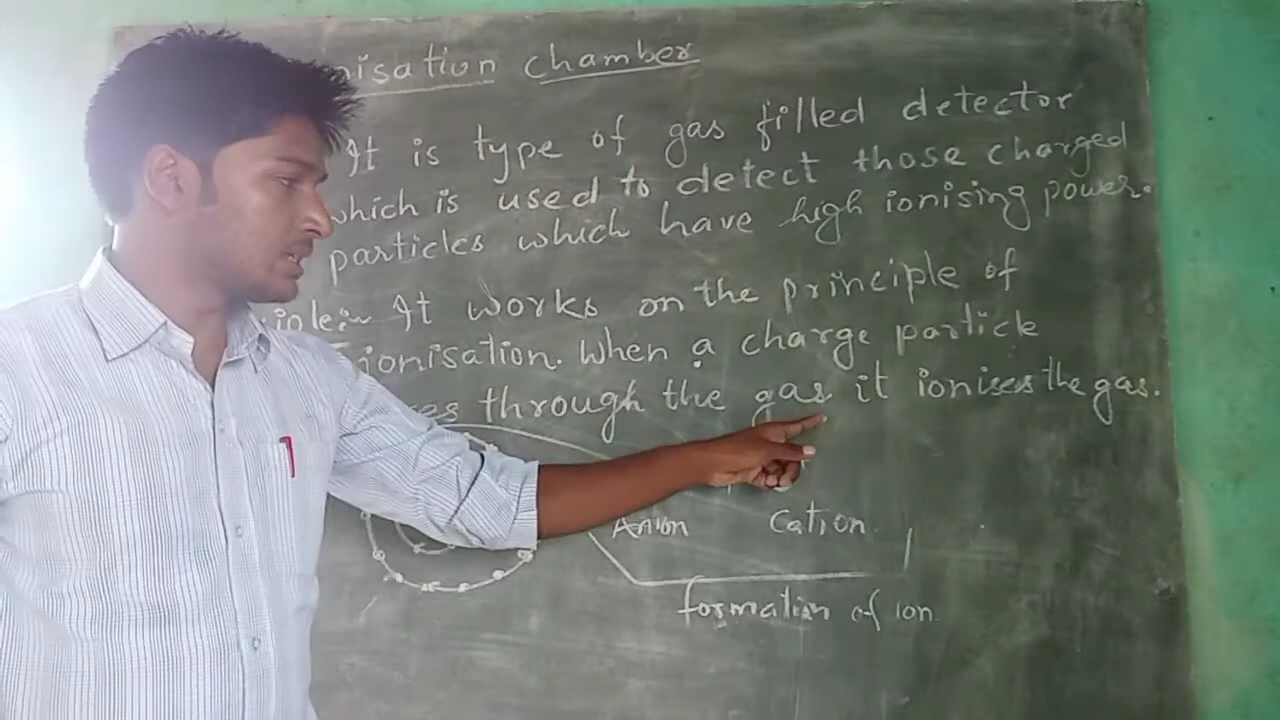 nisation chamber
It is type of gas filled detector
which is used to detect those charged
particles which have high ionising power.
iple:~ It works on the principle of
ionisation. When a charge particle
es through the gas it ionises the gas.
Anion Cation
formation of ion